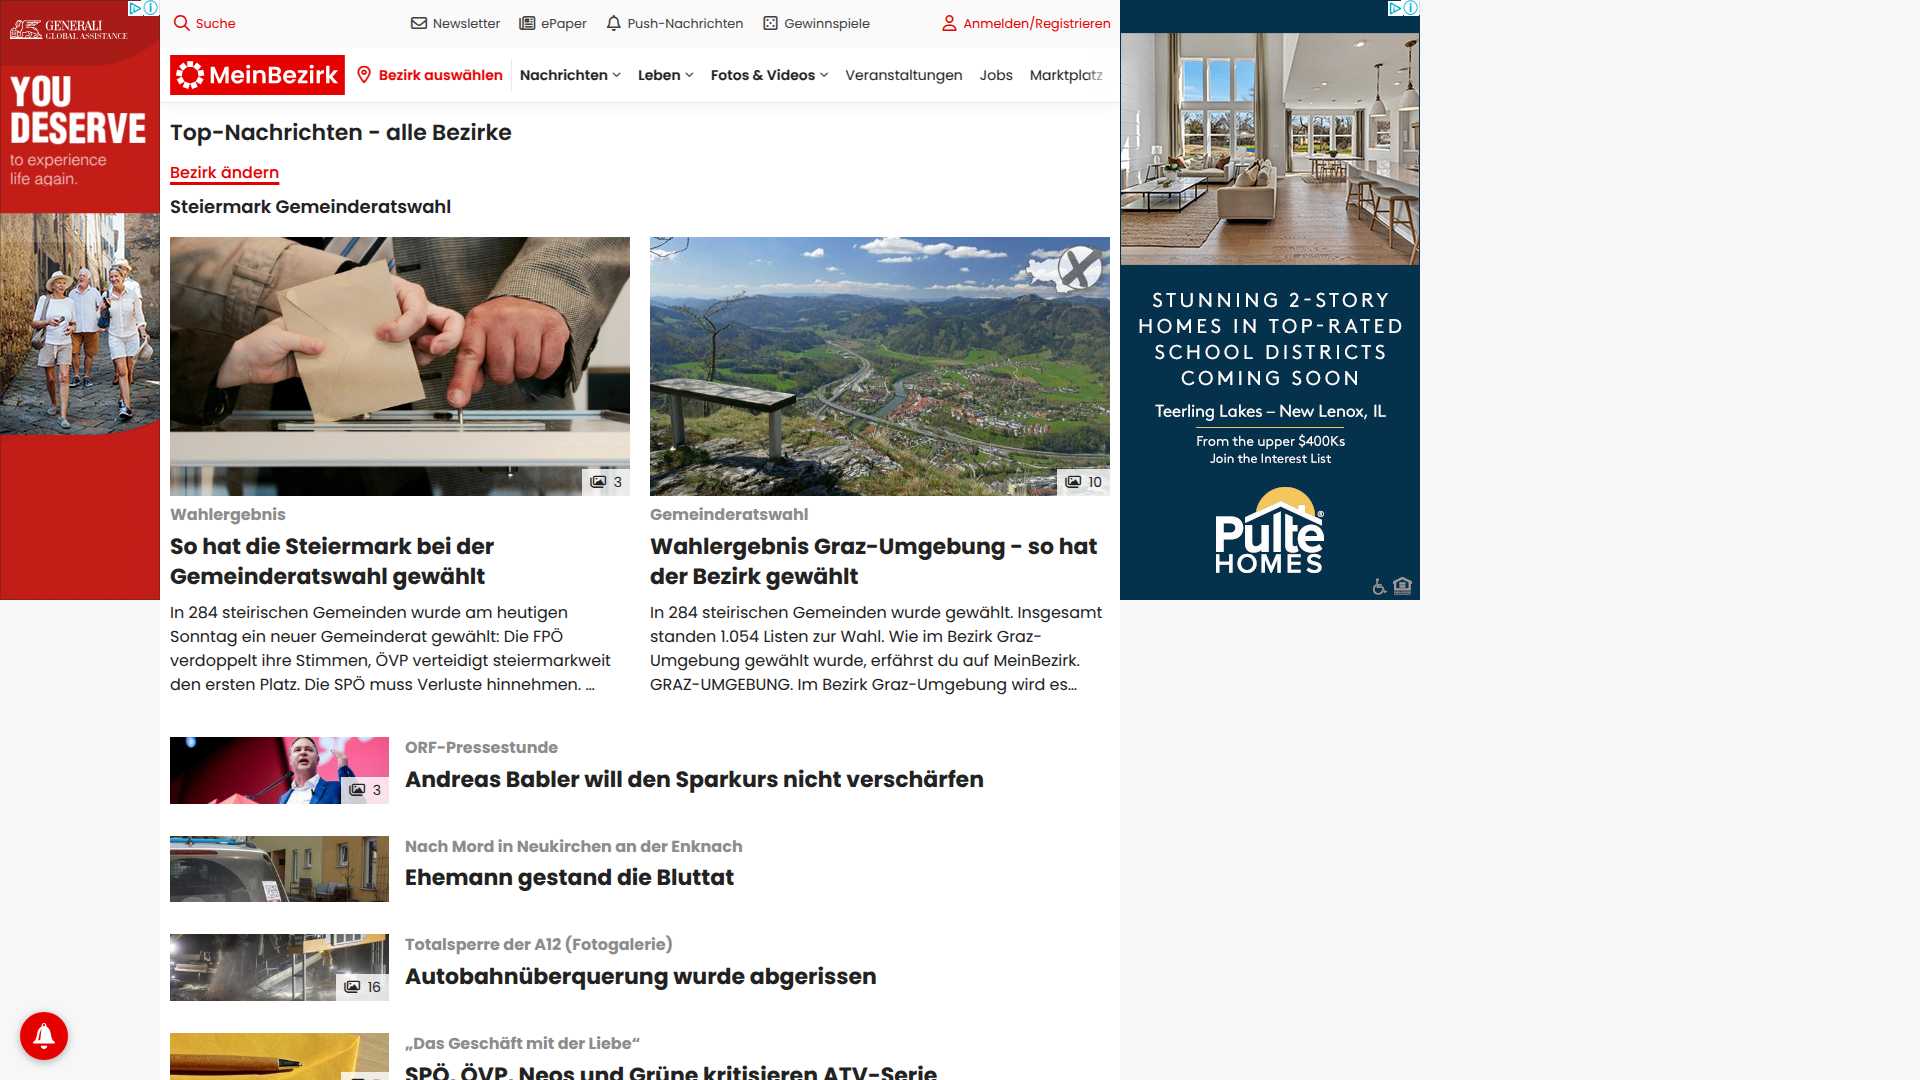 GENERALI
GLOBAL ASSISTANCE
YOU
DESERVE
to experience
life again.
Suche
Newsletter
ePaper
Push-Nachrichten
Gewinnspiele
Anmelden/Registrieren
MeinBezirk
Bezirk auswählen
Nachrichten
Leben
Fotos & Videos
Veranstaltungen
Jobs
Marktplatz
Top-Nachrichten - alle Bezirke
Bezirk ändern
Steiermark Gemeinderatswahl
3
Wahlergebnis
So hat die Steiermark bei der
Gemeinderatswahl gewählt
In 284 steirischen Gemeinden wurde am heutigen
Sonntag ein neuer Gemeinderat gewählt: Die FPÖ
verdoppelt ihre Stimmen, ÖVP verteidigt steiermarkweit
den ersten Platz. Die SPÖ muss Verluste hinnehmen. ...
10
Gemeinderatswahl
Wahlergebnis Graz-Umgebung - so hat
der Bezirk gewählt
In 284 steirischen Gemeinden wurde gewählt. Insgesamt
standen 1.054 Listen zur Wahl. Wie im Bezirk Graz-
Umgebung gewählt wurde, erfährst du auf MeinBezirk.
GRAZ-UMGEBUNG. Im Bezirk Graz-Umgebung wird es...
3
ORF-Pressestunde
Andreas Babler will den Sparkurs nicht verschärfen
Nach Mord in Neukirchen an der Enknach
Ehemann gestand die Bluttat
16
Totalsperre der A12 (Fotogalerie)
Autobahnüberquerung wurde abgerissen
„Das Geschäft mit der Liebe“
SPÖ, ÖVP, Neos und Grüne kritisieren ATV-Serie
STUNNING 2-STORY
HOMES IN TOP-RATED
SCHOOL DISTRICTS
COMING SOON
Teerling Lakes – New Lenox, IL
From the upper $400Ks
Join the Interest List
Pulte®
HOMES